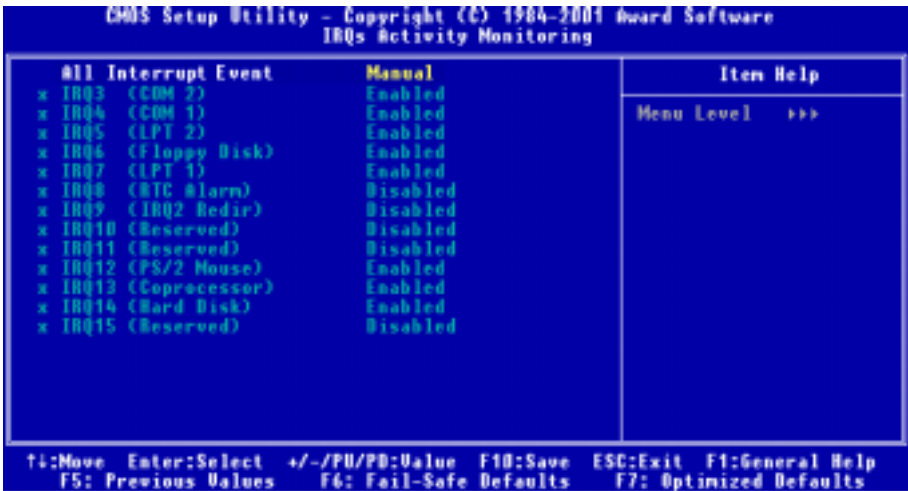 CMOS Setup Utility - Copyright (C) 1984-2001 Award Software
IRQs Activity Monitoring
All Interrupt Event Manual
x IRQ3 (COM 2) Enabled
x IRQ4 (COM 1) Enabled
x IRQ5 (LPT 2) Enabled
x IRQ6 (Floppy Disk) Enabled
x IRQ7 (LPT 1) Enabled
x IRQ8 (RTC Alarm) Disabled
x IRQ9 (IRQ2 Redir) Disabled
x IRQ10 (Reserved) Disabled
x IRQ11 (Reserved) Disabled
x IRQ12 (PS/2 Mouse) Enabled
x IRQ13 (Coprocessor) Enabled
x IRQ14 (Hard Disk) Enabled
x IRQ15 (Reserved) Disabled
Item Help
Menu Level ▸▸▸
↑↓:Move Enter:Select +/-/PU/PD:Value F10:Save ESC:Exit F1:General Help
F5: Previous Values F6: Fail-Safe Defaults F7: Optimized Defaults